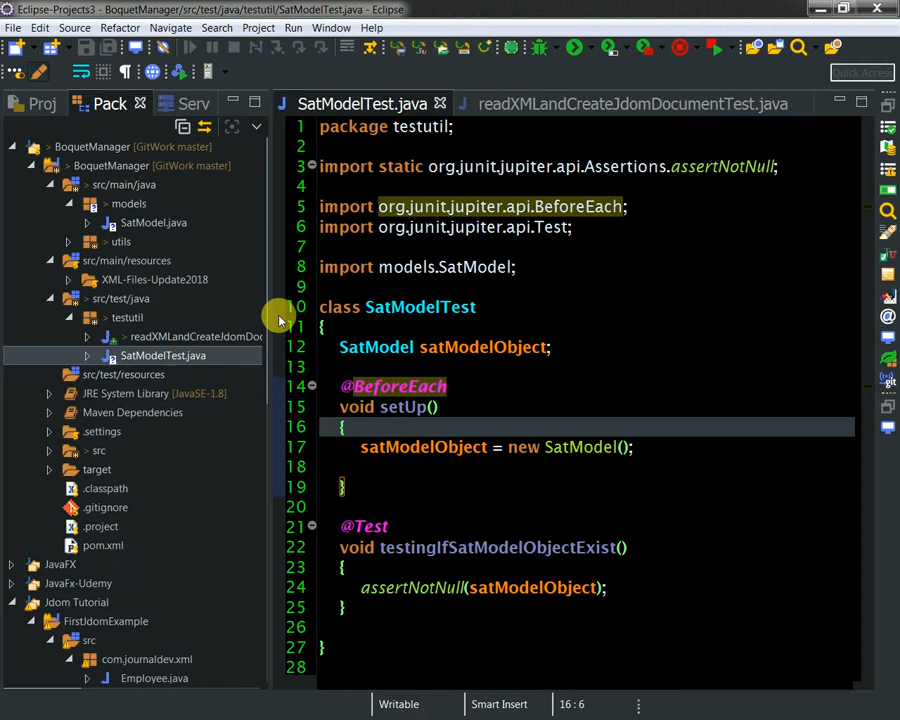 Eclipse-Projects3 - BoquetManager/src/test/java/testutil/SatModelTest.java - Eclipse
File Edit Source Refactor Navigate Search Project Run Window Help
Quick Access
Proj Pack Serv
SatModelTest.java readXMLandCreateJdomDocumentTest.java
BoquetManager [GitWork master]
> BoquetManager [GitWork master]
> src/main/java
> models
SatModel.java
> utils
> src/main/resources
XML-Files-Update2018
> src/test/java
> testutil
> readXMLandCreateJdomDoc
SatModelTest.java
src/test/resources
JRE System Library [JavaSE-1.8]
Maven Dependencies
> .settings
> src
> target
.classpath
.gitignore
.project
pom.xml
JavaFX
JavaFx-Udemy
Jdom Tutorial
FirstJdomExample
src
com.journaldev.xml
Employee.java
1 package testutil;
2
3 import static org.junit.jupiter.api.Assertions.assertNotNull;
4
5 import org.junit.jupiter.api.BeforeEach;
6 import org.junit.jupiter.api.Test;
7
8 import models.SatModel;
9
10 class SatModelTest
11 {
12 SatModel satModelObject;
13
14 @BeforeEach
15 void setUp()
16 {
17 satModelObject = new SatModel();
18
19 }
20
21 @Test
22 void testingIfSatModelObjectExist()
23 {
24 assertNotNull(satModelObject);
25 }
26
27 }
28
Writable Smart Insert 16 : 6